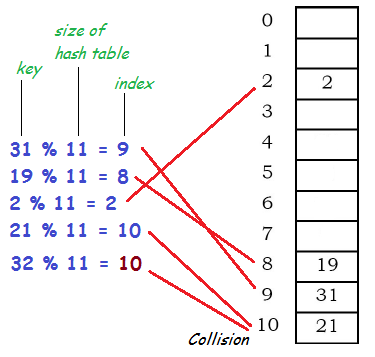 size of
hash table
key
index
31 % 11 = 9
19 % 11 = 8
2 % 11 = 2
21 % 11 = 10
32 % 11 = 10
0
1
2 2
3
4
5
6
7
8 19
9 31
10 21
Collision